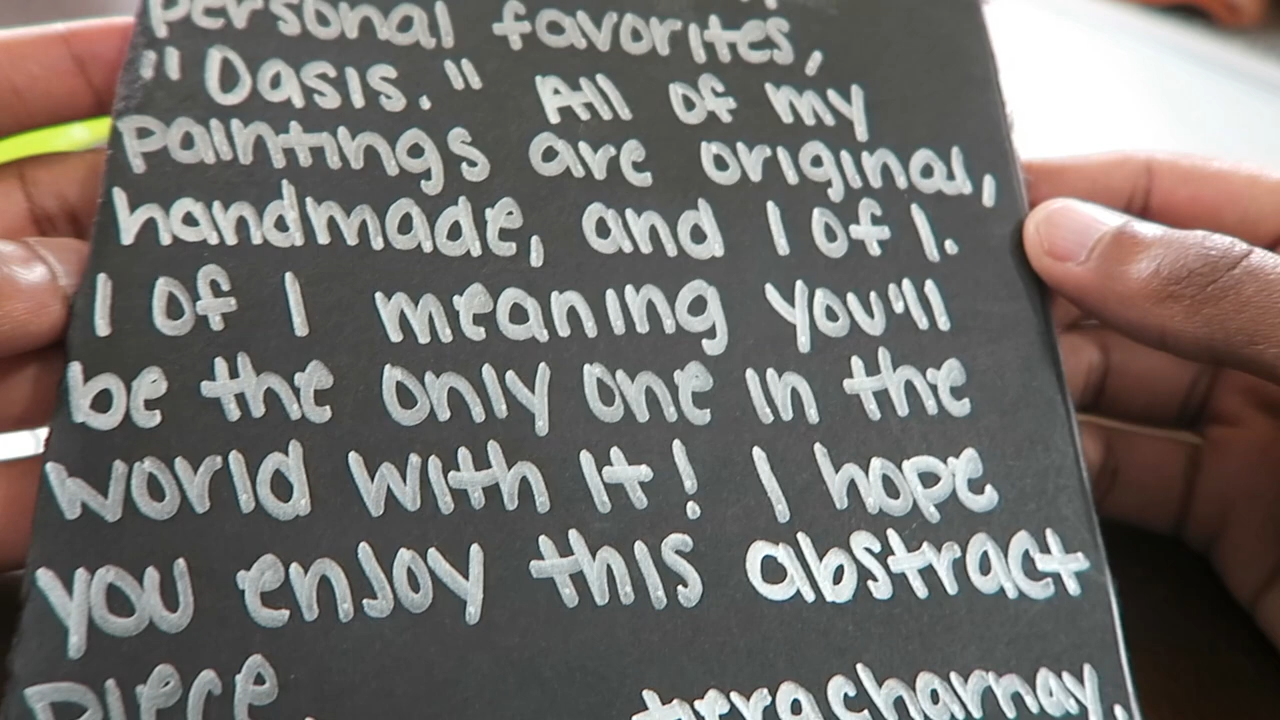 personal favorites,
"Oasis." All of my
paintings are original,
handmade, and 1 of 1.
1 of 1 meaning you'll
be the only one in the
world with it! I hope
you enjoy this abstract
piece.